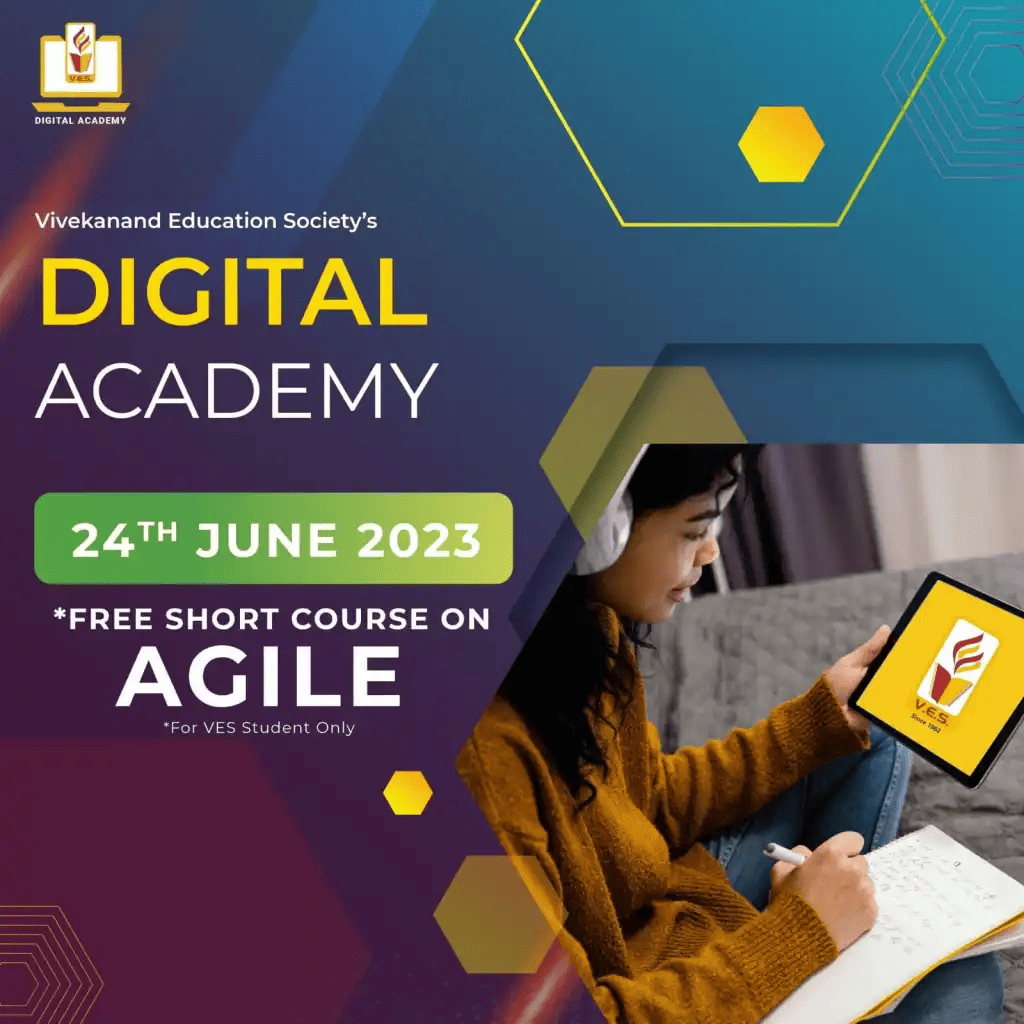 V.E.S.
DIGITAL ACADEMY
Vivekanand Education Society’s
DIGITAL
ACADEMY
24TH JUNE 2023
*FREE SHORT COURSE ON
AGILE
*For VES Student Only
V.E.S.
Since 1962